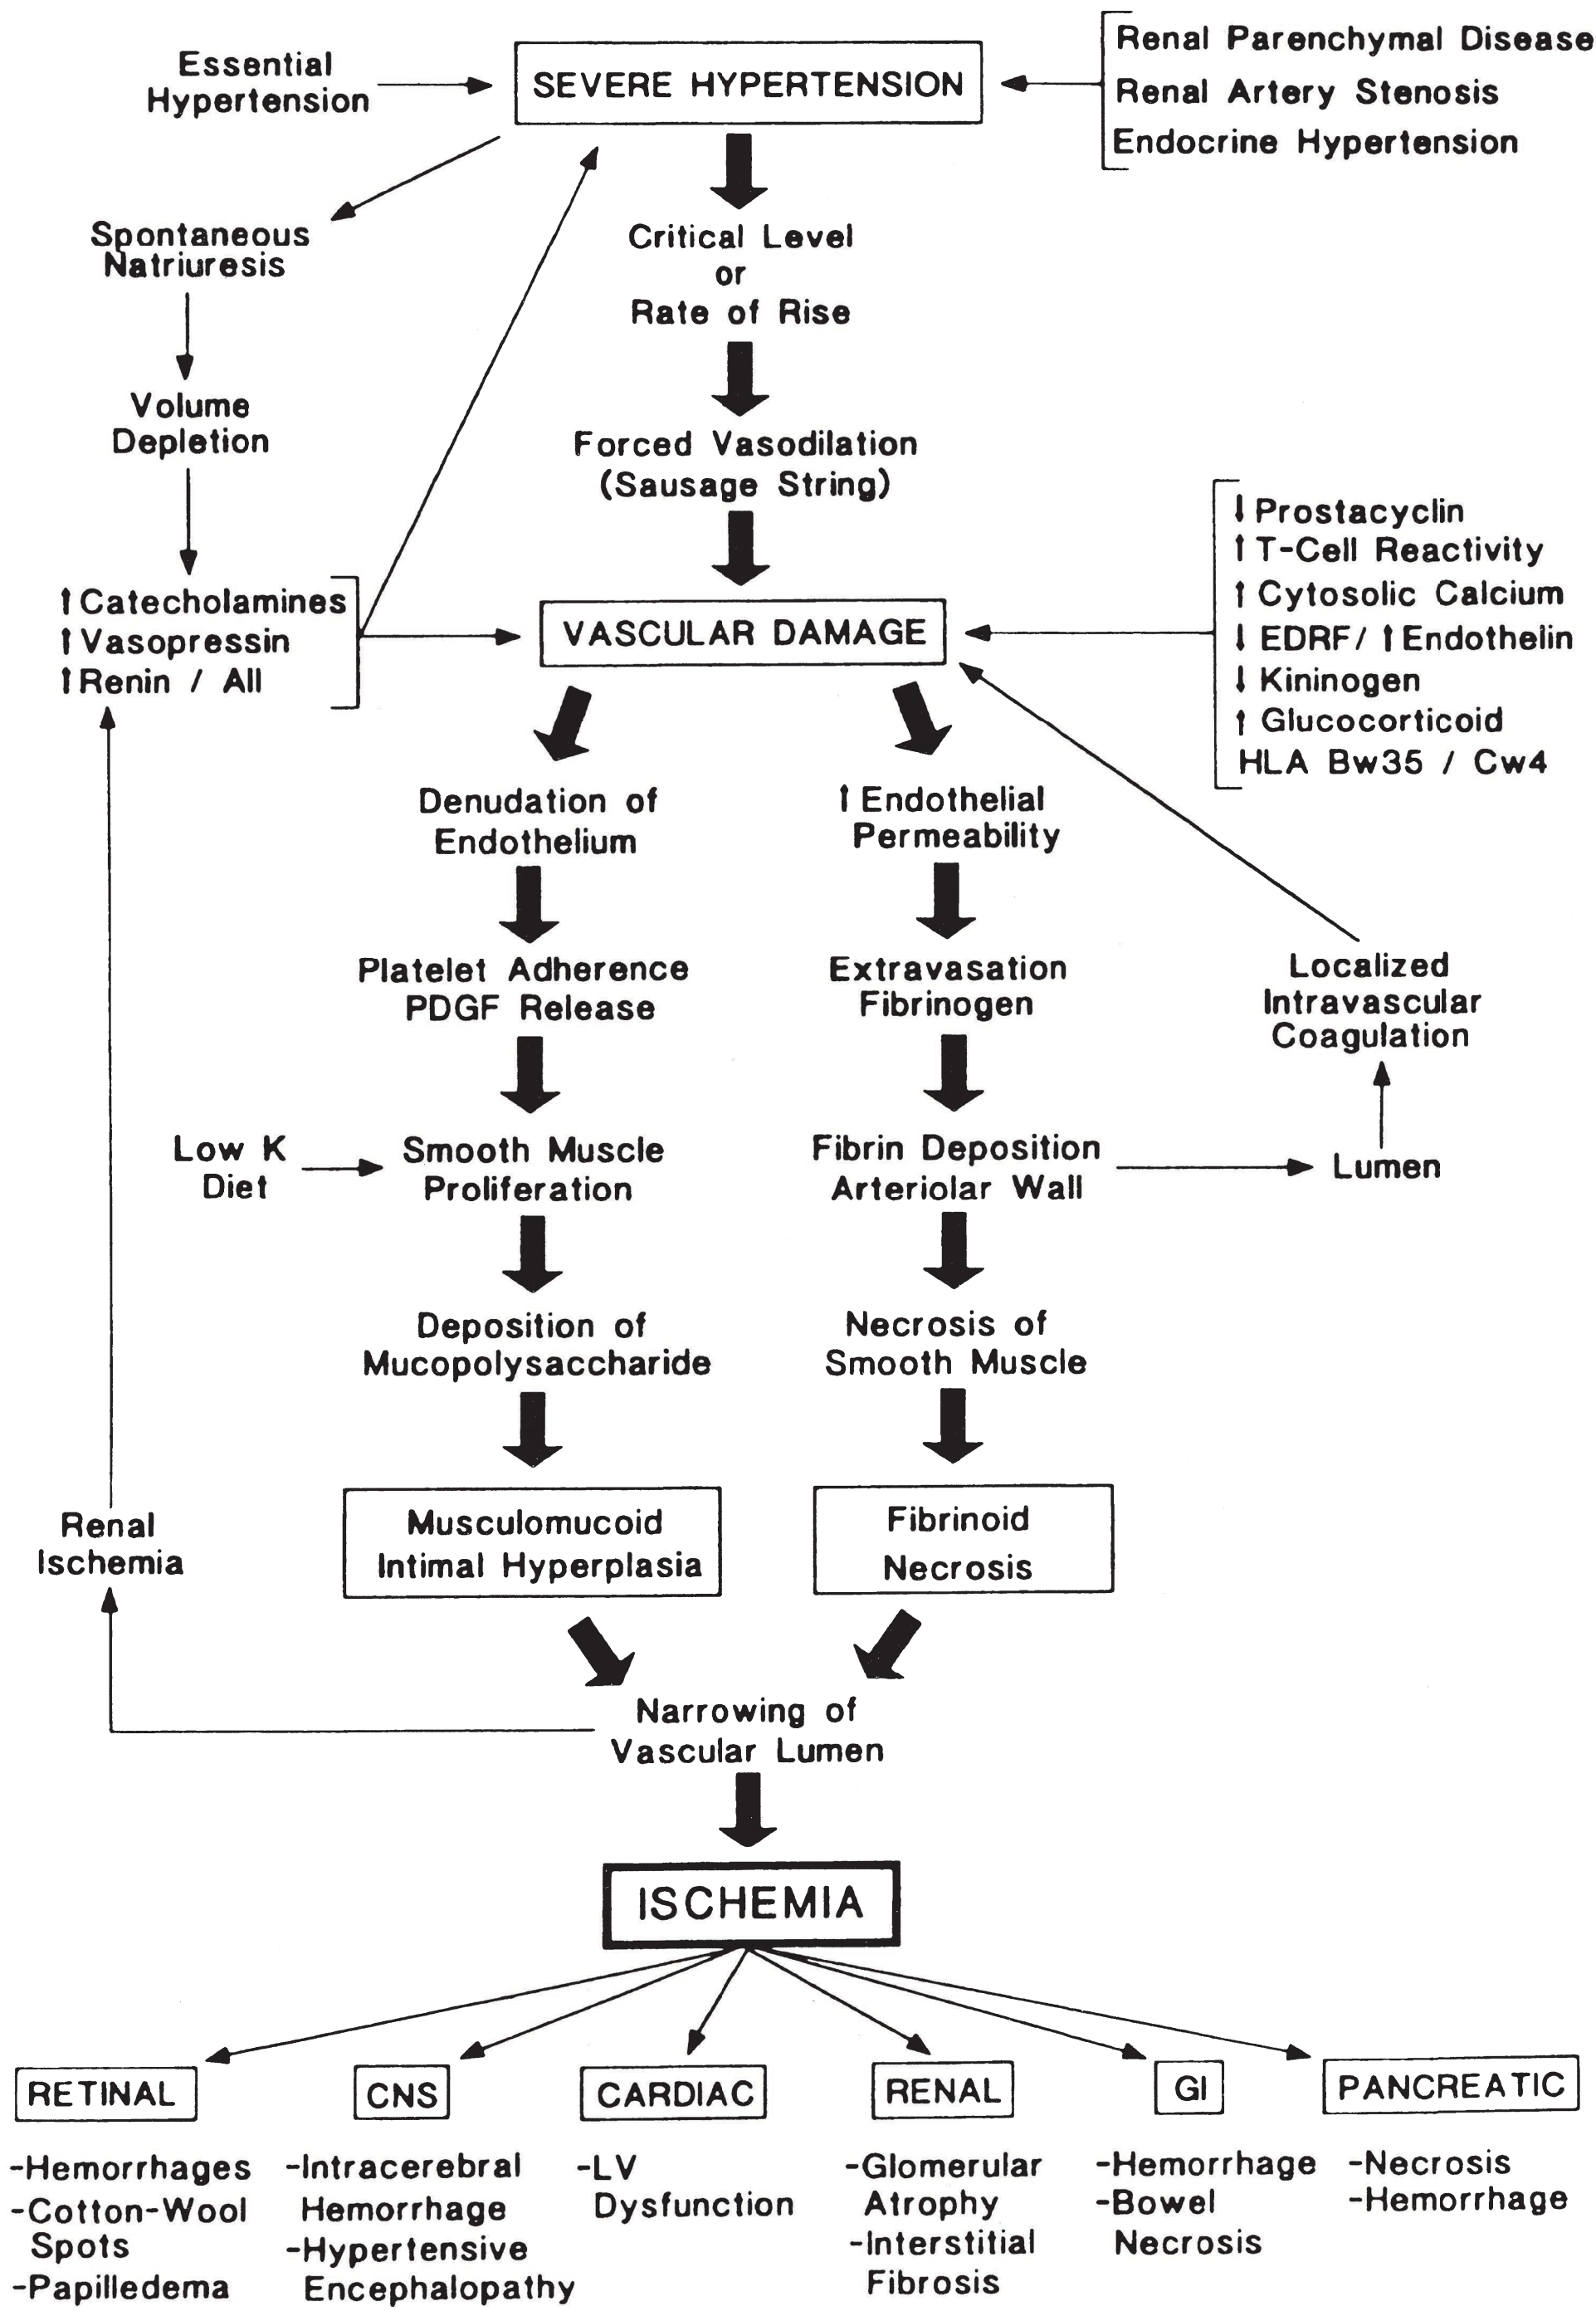 Essential
Hypertension
SEVERE HYPERTENSION
Renal Parenchymal Disease
Renal Artery Stenosis
Endocrine Hypertension
Spontaneous
Natriuresis
Critical Level
or
Rate of Rise
Volume
Depletion
Forced Vasodilation
(Sausage String)
↑Catecholamines
↑Vasopressin
↑Renin / AII
VASCULAR DAMAGE
↓Prostacyclin
↑T-Cell Reactivity
↑Cytosolic Calcium
↓EDRF/ ↑Endothelin
↓Kininogen
↑Glucocorticoid
HLA Bw35 / Cw4
Denudation of
Endothelium
↑Endothelial
Permeability
Platelet Adherence
PDGF Release
Extravasation
Fibrinogen
Localized
Intravascular
Coagulation
Low K
Diet
Smooth Muscle
Proliferation
Fibrin Deposition
Arteriolar Wall
Lumen
Deposition of
Mucopolysaccharide
Necrosis of
Smooth Muscle
Renal
Ischemia
Musculomucoid
Intimal Hyperplasia
Fibrinoid
Necrosis
Narrowing of
Vascular Lumen
ISCHEMIA
RETINAL
-Hemorrhages
-Cotton-Wool
Spots
-Papilledema
CNS
-Intracerebral
Hemorrhage
-Hypertensive
Encephalopathy
CARDIAC
-LV
Dysfunction
RENAL
-Glomerular
Atrophy
-Interstitial
Fibrosis
GI
-Hemorrhage
-Bowel
Necrosis
PANCREATIC
-Necrosis
-Hemorrhage